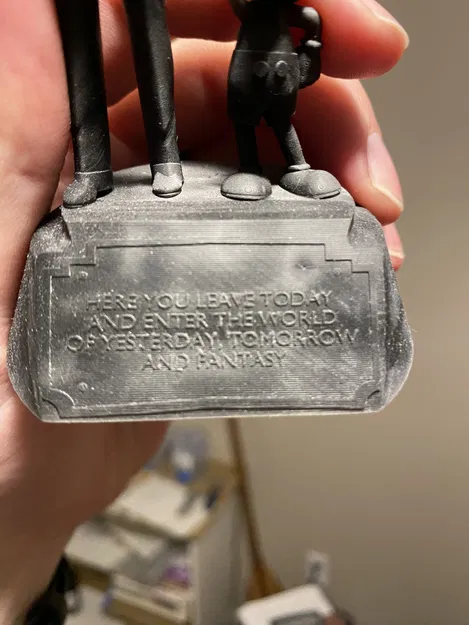 HERE YOU LEAVE TODAY
AND ENTER THE WORLD
OF YESTERDAY, TOMORROW
AND FANTASY